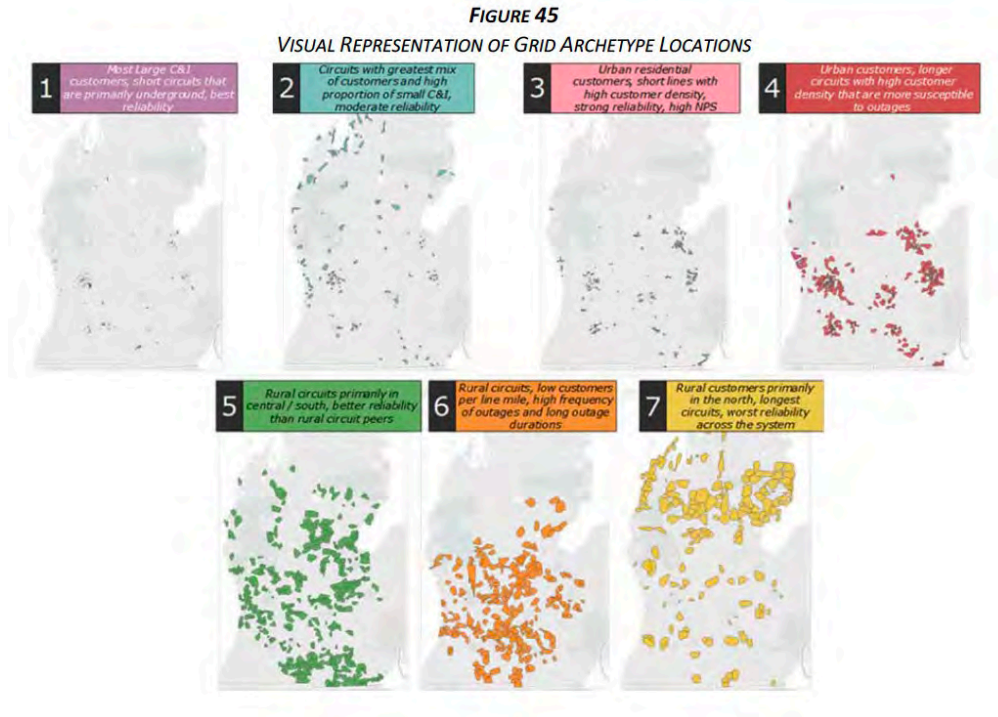 FIGURE 45
VISUAL REPRESENTATION OF GRID ARCHETYPE LOCATIONS
1
Most Large C&I
customers, short circuits that
are primarily underground, best
reliability
2
Circuits with greatest mix
of customers and high
proportion of small C&I,
moderate reliability
3
Urban residential
customers, short lines with
high customer density,
strong reliability, high NPS
4
Urban customers, longer
circuits with high customer
density that are more susceptible
to outages
5
Rural circuits primarily in
central / south, better reliability
than rural circuit peers
6
Rural circuits, low customers
per line mile, high frequency
of outages and long outage
durations
7
Rural customers primarily
in the north, longest
circuits, worst reliability
across the system